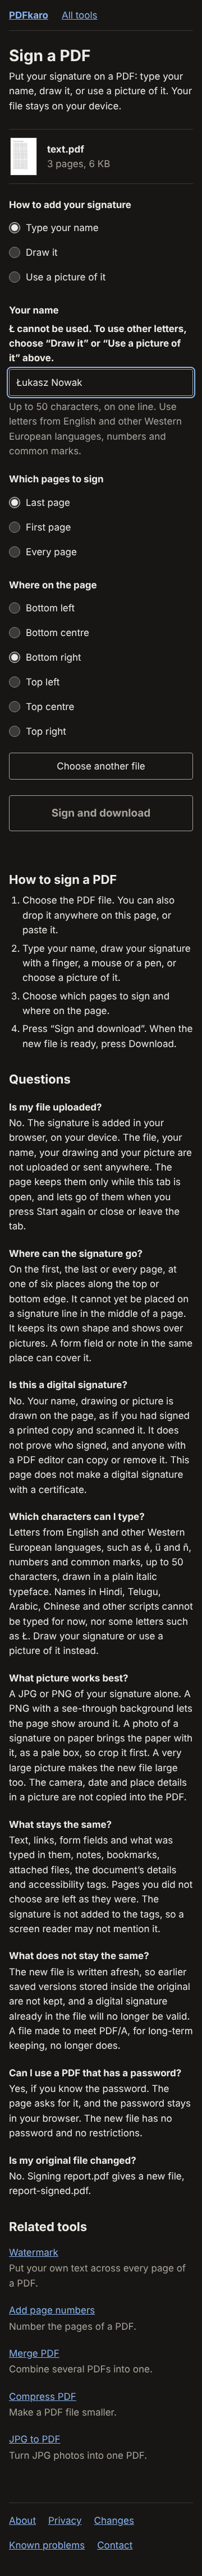 PDFkaro All tools
Sign a PDF
Put your signature on a PDF: type your
name, draw it, or use a picture of it. Your
file stays on your device.
text.pdf
3 pages, 6 KB
How to add your signature
Type your name
Draw it
Use a picture of it
Your name
Ł cannot be used. To use other letters,
choose “Draw it” or “Use a picture of
it” above.
Łukasz Nowak
Up to 50 characters, on one line. Use
letters from English and other Western
European languages, numbers and
common marks.
Which pages to sign
Last page
First page
Every page
Where on the page
Bottom left
Bottom centre
Bottom right
Top left
Top centre
Top right
Choose another file
Sign and download
How to sign a PDF
1. Choose the PDF file. You can also
drop it anywhere on this page, or
paste it.
2. Type your name, draw your signature
with a finger, a mouse or a pen, or
choose a picture of it.
3. Choose which pages to sign and
where on the page.
4. Press “Sign and download”. When the
new file is ready, press Download.
Questions
Is my file uploaded?
No. The signature is added in your
browser, on your device. The file, your
name, your drawing and your picture are
not uploaded or sent anywhere. The
page keeps them only while this tab is
open, and lets go of them when you
press Start again or close or leave the
tab.
Where can the signature go?
On the first, the last or every page, at
one of six places along the top or
bottom edge. It cannot yet be placed on
a signature line in the middle of a page.
It keeps its own shape and shows over
pictures. A form field or note in the same
place can cover it.
Is this a digital signature?
No. Your name, drawing or picture is
drawn on the page, as if you had signed
a printed copy and scanned it. It does
not prove who signed, and anyone with
a PDF editor can copy or remove it. This
page does not make a digital signature
with a certificate.
Which characters can I type?
Letters from English and other Western
European languages, such as é, ü and ñ,
numbers and common marks, up to 50
characters, drawn in a plain italic
typeface. Names in Hindi, Telugu,
Arabic, Chinese and other scripts cannot
be typed for now, nor some letters such
as Ł. Draw your signature or use a
picture of it instead.
What picture works best?
A JPG or PNG of your signature alone. A
PNG with a see-through background lets
the page show around it. A photo of a
signature on paper brings the paper with
it, as a pale box, so crop it first. A very
large picture makes the new file large
too. The camera, date and place details
in a picture are not copied into the PDF.
What stays the same?
Text, links, form fields and what was
typed in them, notes, bookmarks,
attached files, the document’s details
and accessibility tags. Pages you did not
choose are left as they were. The
signature is not added to the tags, so a
screen reader may not mention it.
What does not stay the same?
The new file is written afresh, so earlier
saved versions stored inside the original
are not kept, and a digital signature
already in the file will no longer be valid.
A file made to meet PDF/A, for long-term
keeping, no longer does.
Can I use a PDF that has a password?
Yes, if you know the password. The
page asks for it, and the password stays
in your browser. The new file has no
password and no restrictions.
Is my original file changed?
No. Signing report.pdf gives a new file,
report-signed.pdf.
Related tools
Watermark
Put your own text across every page of
a PDF.
Add page numbers
Number the pages of a PDF.
Merge PDF
Combine several PDFs into one.
Compress PDF
Make a PDF file smaller.
JPG to PDF
Turn JPG photos into one PDF.
About Privacy Changes
Known problems Contact